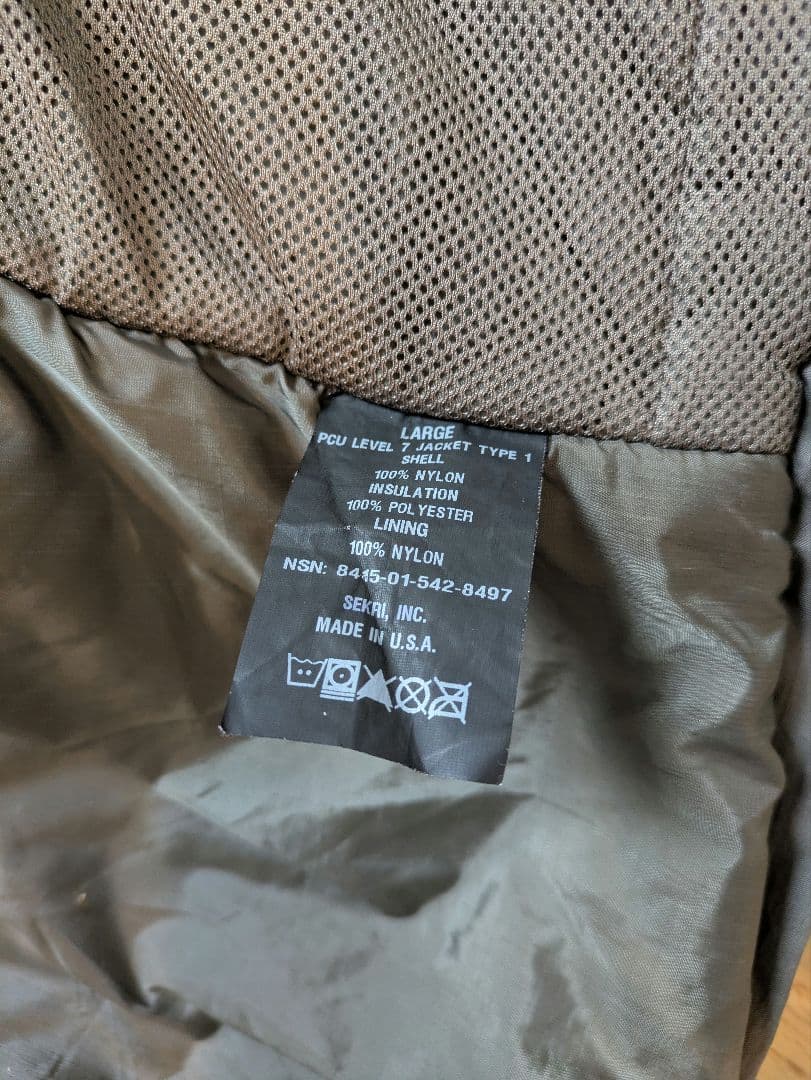 LARGE
PCU LEVEL 7 JACKET TYPE 1
SHELL
100% NYLON
INSULATION
100% POLYESTER
LINING
100% NYLON
NSN: 8415-01-542-8497
SEKRI, INC.
MADE IN U.S.A.